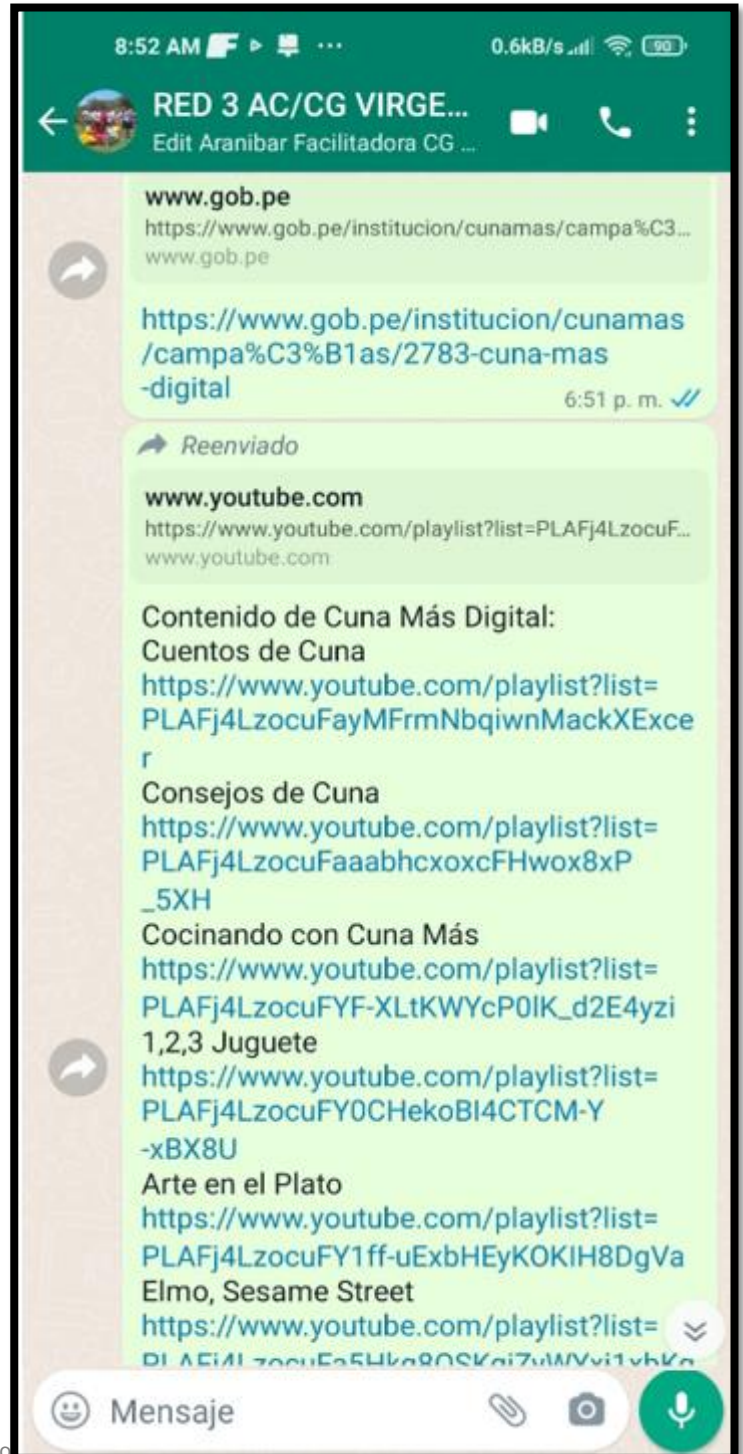 8:52 AM ... 0.6kB/s 90
RED 3 AC/CG VIRGE...
Edit Aranibar Facilitadora CG ...
www.gob.pe
https://www.gob.pe/institucion/cunamas/campa%C3...
www.gob.pe
https://www.gob.pe/institucion/cunamas
/campa%C3%B1as/2783-cuna-mas
-digital
6:51 p. m.
Reenviado
www.youtube.com
https://www.youtube.com/playlist?list=PLAFj4LzocuF...
www.youtube.com
Contenido de Cuna Más Digital:
Cuentos de Cuna
https://www.youtube.com/playlist?list=
PLAFj4LzocuFayMFrmNbqiwnMackXExce
r
Consejos de Cuna
https://www.youtube.com/playlist?list=
PLAFj4LzocuFaaabhcxoxcFHwox8xP
_5XH
Cocinando con Cuna Más
https://www.youtube.com/playlist?list=
PLAFj4LzocuFYF-XLtKWYcP0lK_d2E4yzi
1,2,3 Juguete
https://www.youtube.com/playlist?list=
PLAFj4LzocuFY0CHekoBI4CTCM-Y
-xBX8U
Arte en el Plato
https://www.youtube.com/playlist?list=
PLAFj4LzocuFY1ff-uExbHEyKOKIH8DgVa
Elmo, Sesame Street
https://www.youtube.com/playlist?list=
Mensaje